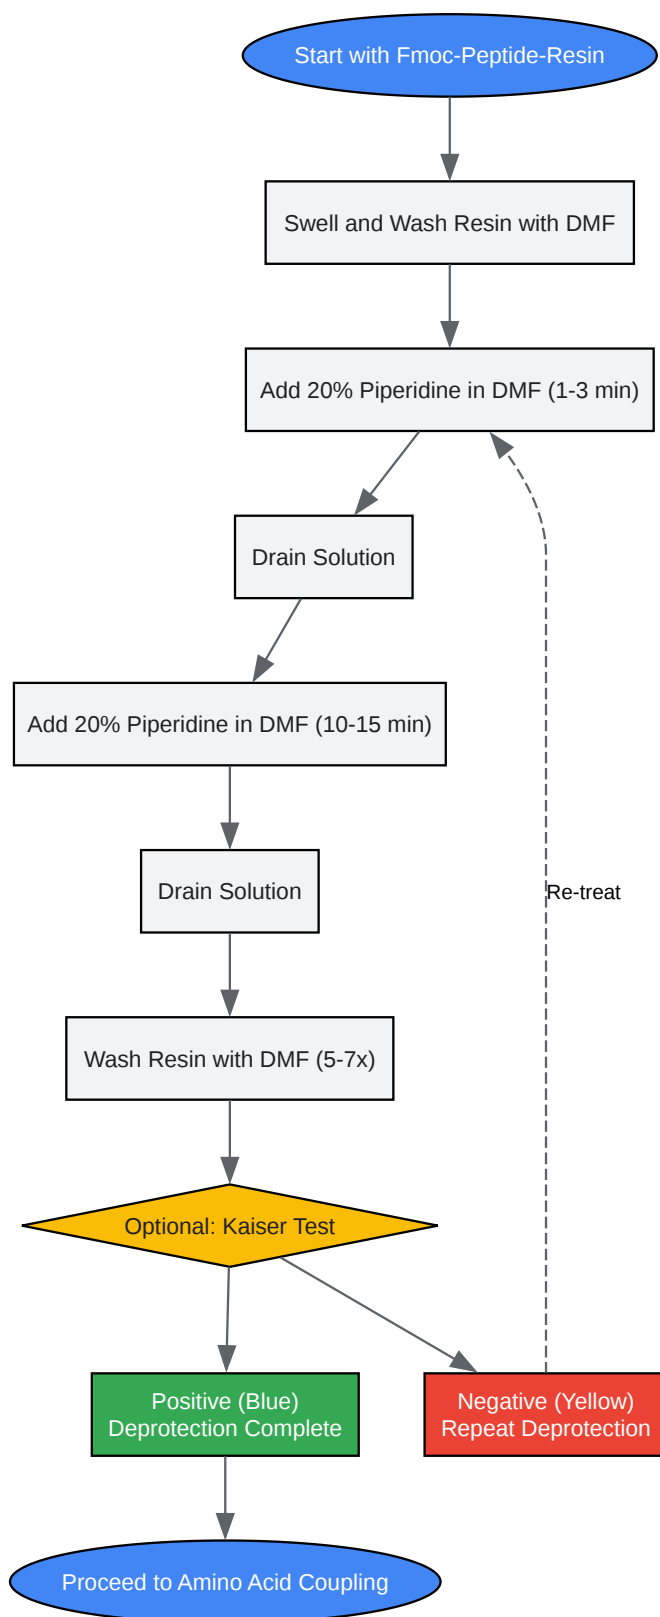 Start with Fmoc-Peptide-Resin
Swell and Wash Resin with DMF
Add 20% Piperidine in DMF (1-3 min)
Drain Solution
Add 20% Piperidine in DMF (10-15 min)
Drain Solution
Re-treat
Wash Resin with DMF (5-7x)
Optional: Kaiser Test
Positive (Blue)
Deprotection Complete
Negative (Yellow)
Repeat Deprotection
Proceed to Amino Acid Coupling